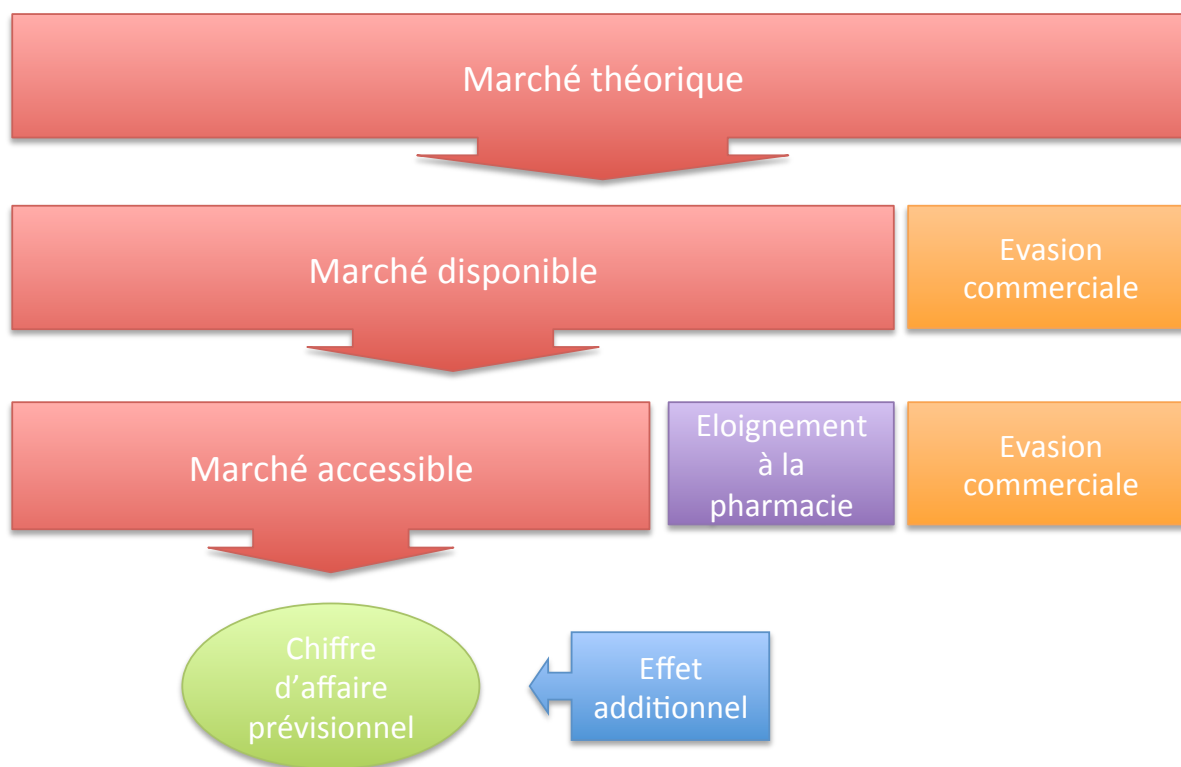 Marché théorique
Marché disponible
Evasion
commerciale
Marché accessible
Eloignement
à la
pharmacie
Evasion
commerciale
Chiffre
d’affaire
prévisionnel
Effet
additionnel